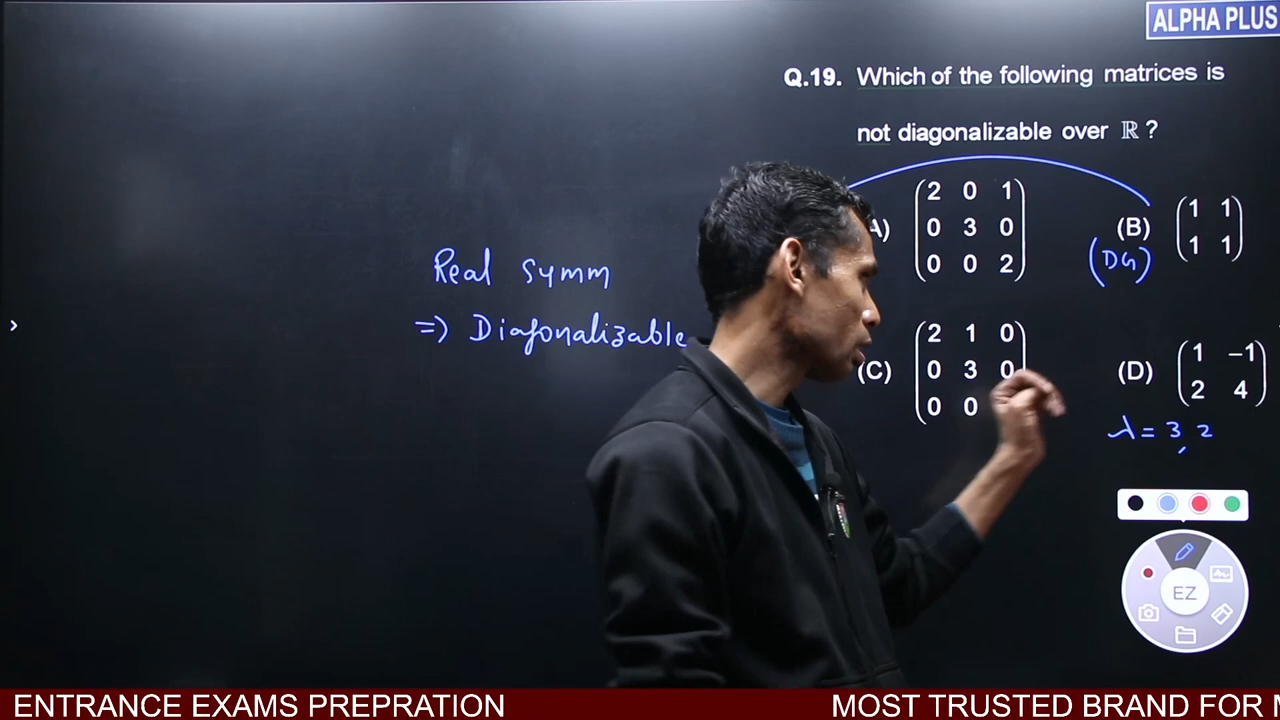 ALPHA PLUS
Q.19. Which of the following matrices is
not diagonalizable over ℝ ?
A) 2 0 1
0 3 0
0 0 2
(B) 1 1
1 1
(DG)
Real Symm
=> Diagonalizable
(C) 2 1 0
0 3 0
0 0
(D) 1 −1
2 4
λ = 3, 2
EZ
ENTRANCE EXAMS PREPRATION
MOST TRUSTED BRAND FOR